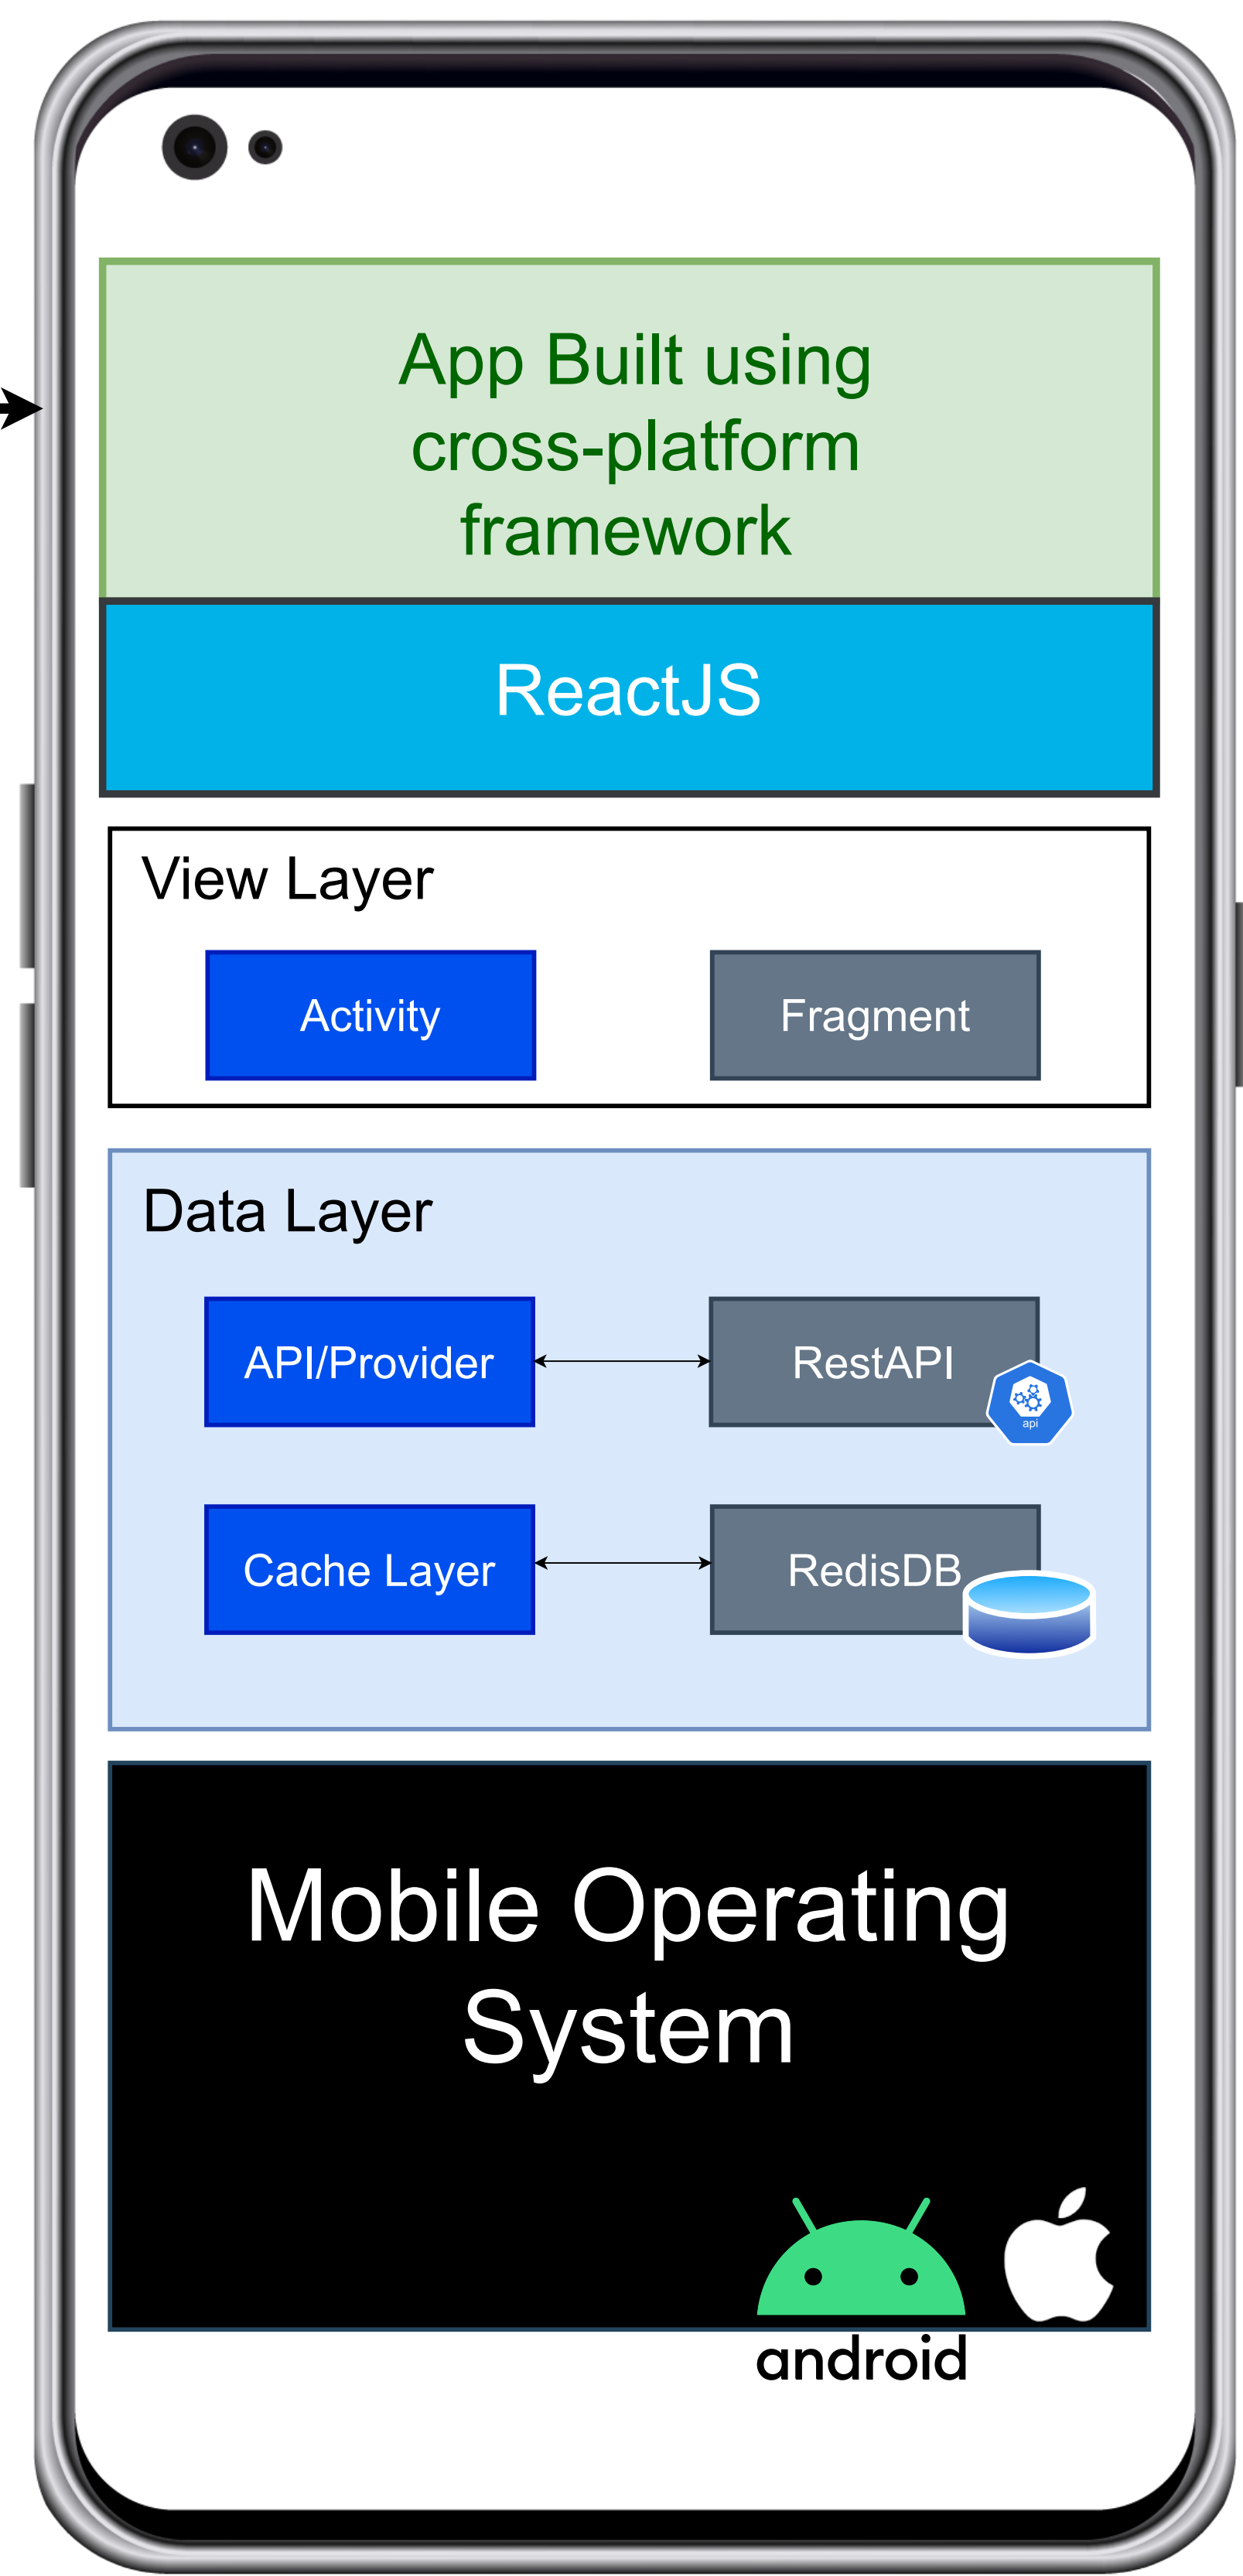 App Built using
cross-platform
framework
ReactJS
View Layer
Activity
Fragment
Data Layer
API/Provider
RestAPI
api
Cache Layer
RedisDB
Mobile Operating
System
android